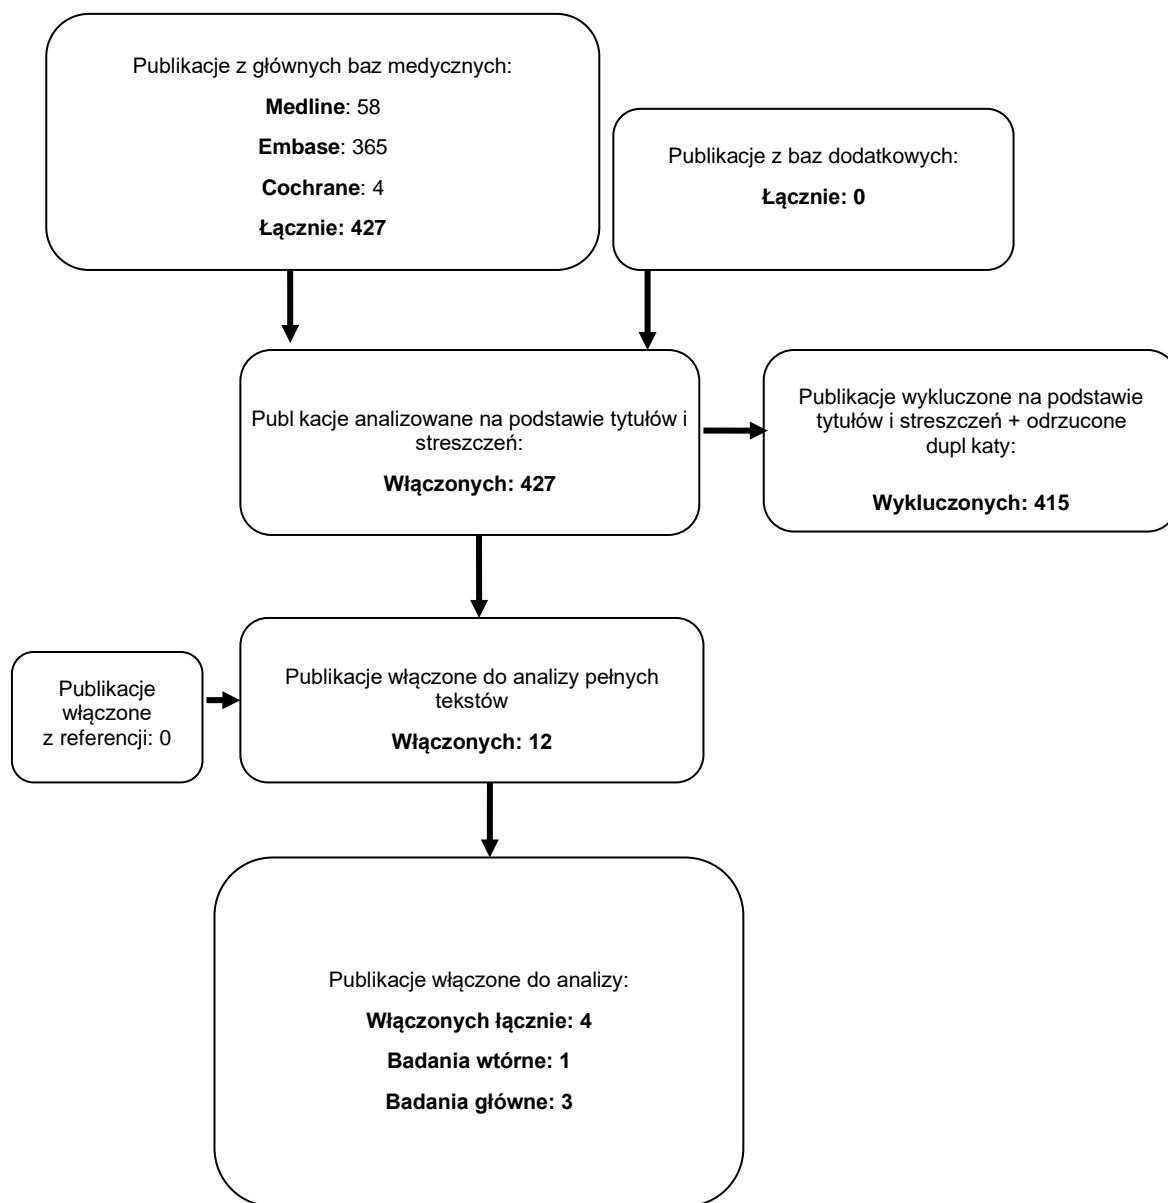 Publikacje z głównych baz medycznych:
Medline: 58
Embase: 365
Cochrane: 4
Łącznie: 427
Publikacje z baz dodatkowych:
Łącznie: 0
Publ kacje analizowane na podstawie tytułów i
streszczeń:
Włączonych: 427
Publikacje wykluczone na podstawie
tytułów i streszczeń + odrzucone
dupl katy:
Wykluczonych: 415
Publikacje
włączone
z referencji: 0
Publikacje włączone do analizy pełnych
tekstów
Włączonych: 12
Publikacje włączone do analizy:
Włączonych łącznie: 4
Badania wtórne: 1
Badania główne: 3